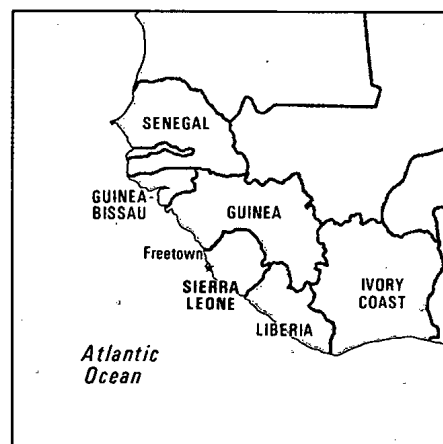 SENEGAL
GUINEA-
BISSAU
GUINEA
Freetown
SIERRA
LEONE
IVORY
COAST
LIBERIA
Atlantic
Ocean